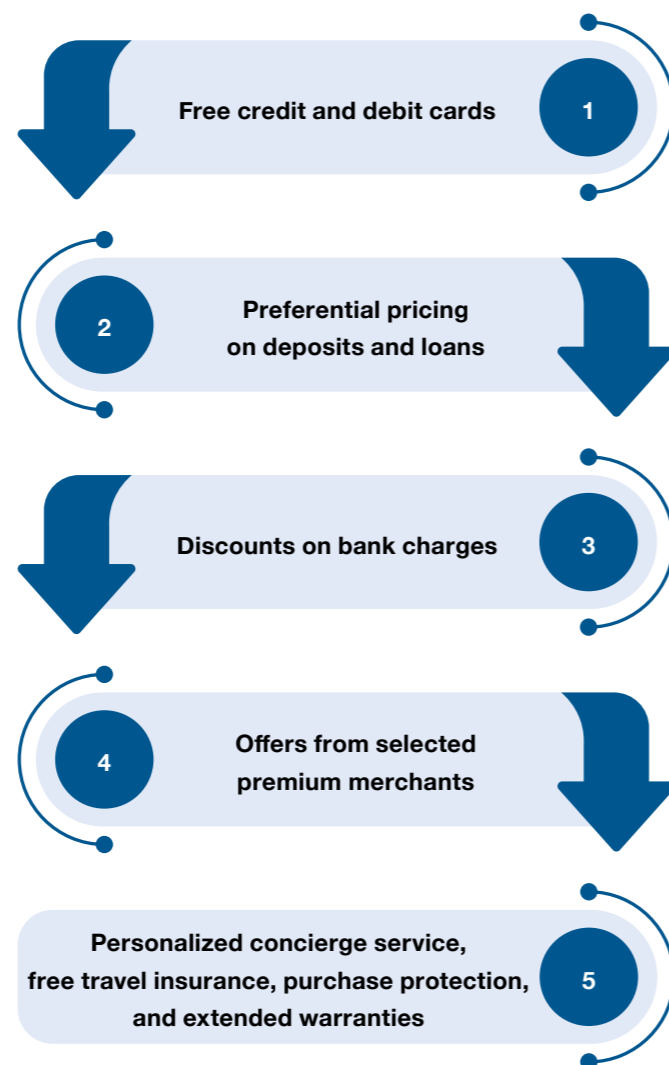 Free credit and debit cards
1
2
Preferential pricing
on deposits and loans
Discounts on bank charges
3
4
Offers from selected
premium merchants
Personalized concierge service,
free travel insurance, purchase protection,
and extended warranties
5